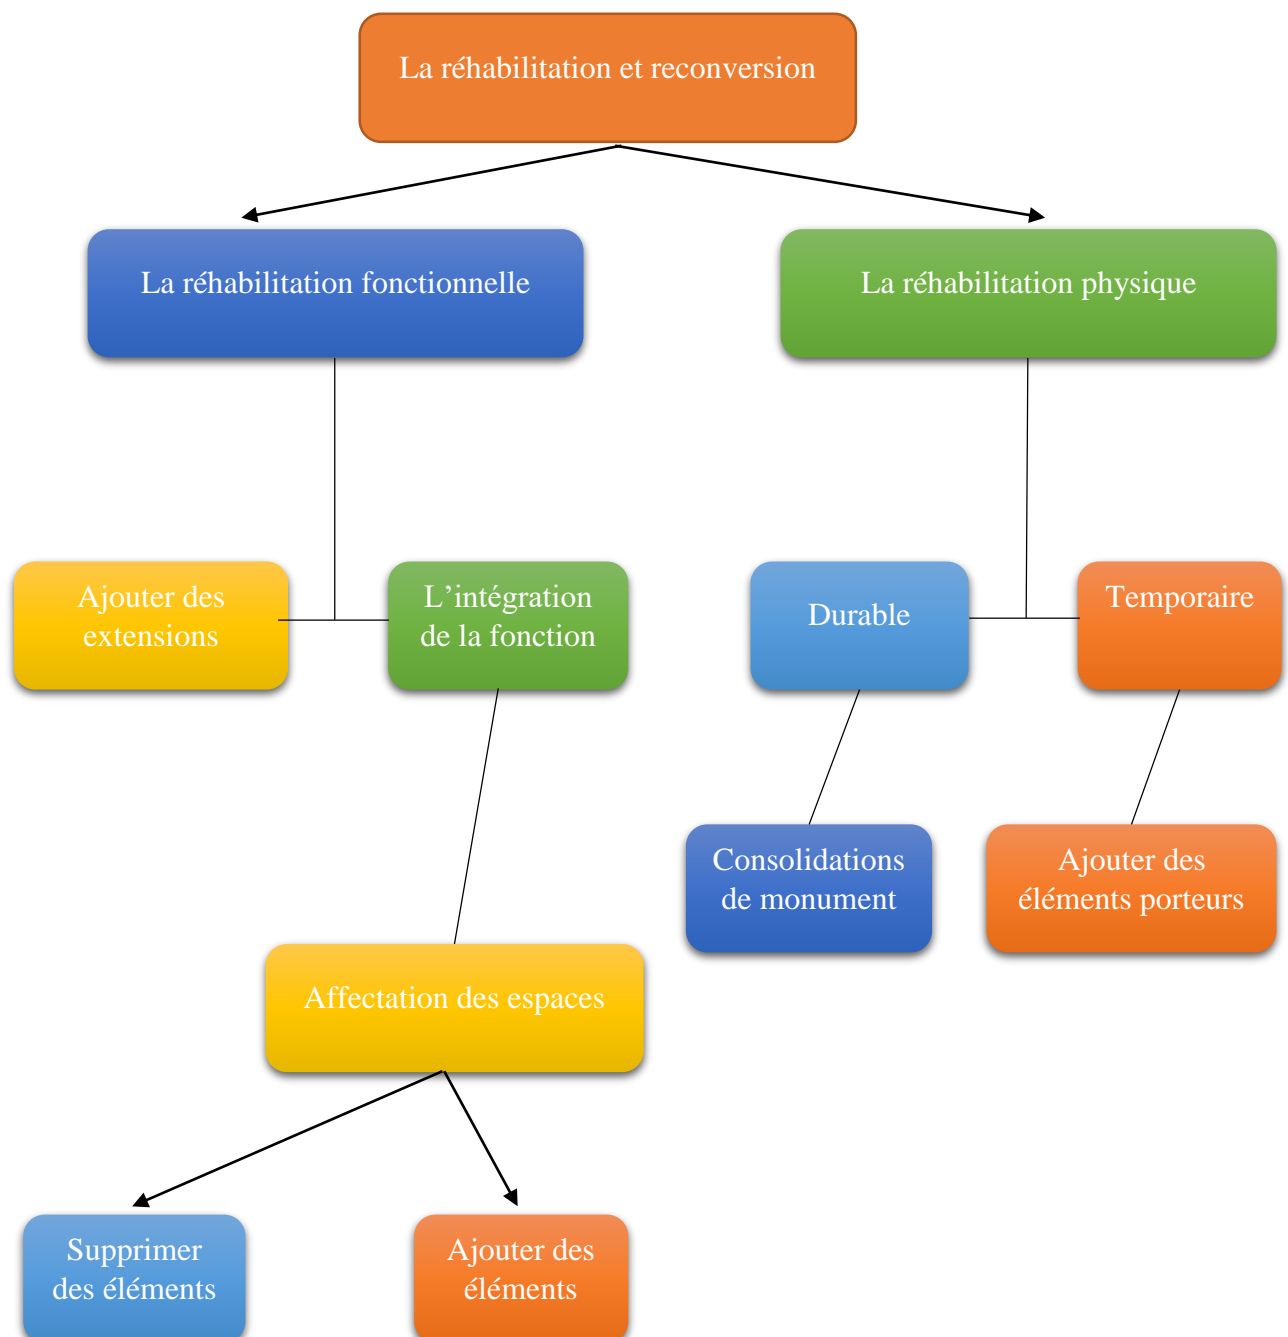 La réhabilitation et reconversion
La réhabilitation fonctionnelle
La réhabilitation physique
Ajouter des
extensions
L’intégration
de la fonction
Durable
Temporaire
Consolidations
de monument
Ajouter des
éléments porteurs
Affectation des espaces
Supprimer
des éléments
Ajouter des
éléments